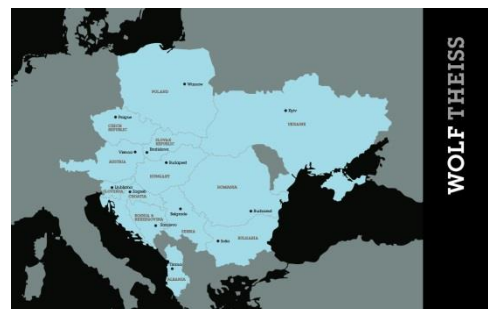 Warsaw
POLAND
Prague
CZECH
REPUBLIC
Kyiv
UKRAINE
SLOVAK
REPUBLIC
Vienna
Bratislava
AUSTRIA
Budapest
HUNGARY
Ljubljana
SLOVENIA
Zagreb
CROATIA
ROMANIA
BOSNIA &
HERZEGOVINA
Belgrade
Bucharest
Sarajevo
SERBIA
Sofia
BULGARIA
Tirana
ALBANIA
WOLF THEISS